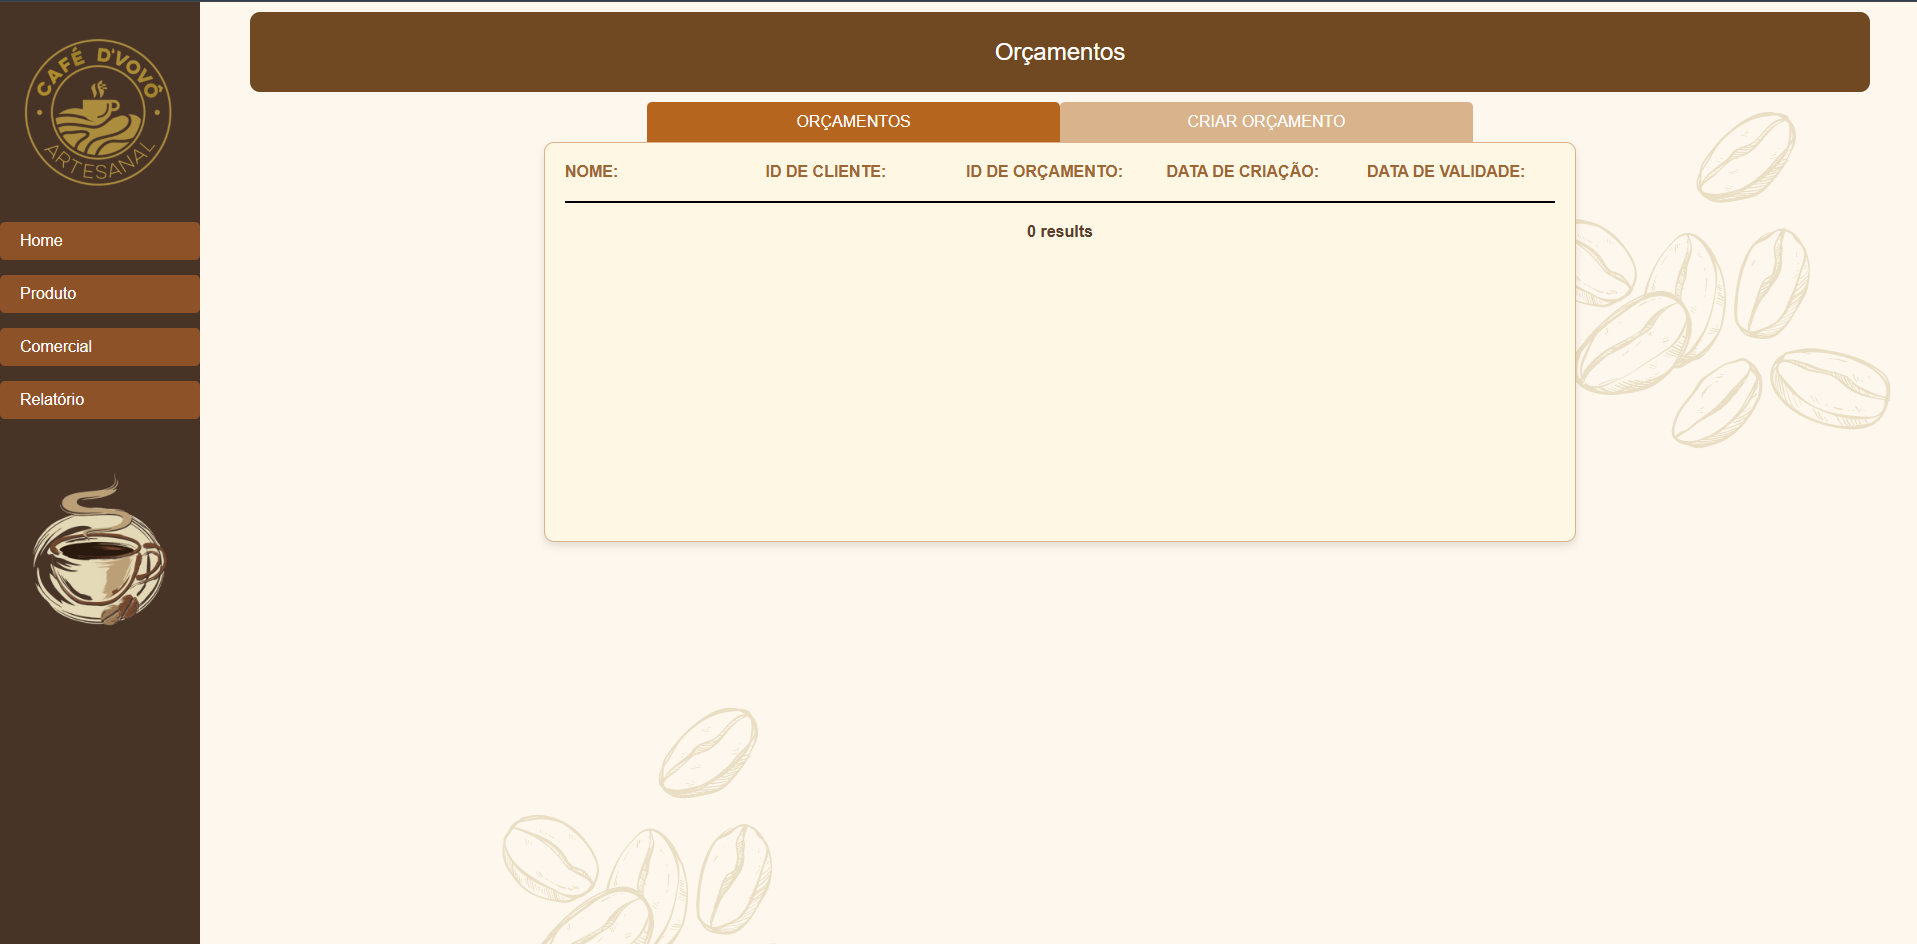 CAFÉ D'VOVÔ
ARTESANAL
Home
Produto
Comercial
Relatório
Orçamentos
ORÇAMENTOS
CRIAR ORÇAMENTO
NOME: ID DE CLIENTE: ID DE ORÇAMENTO: DATA DE CRIAÇÃO: DATA DE VALIDADE:
0 results